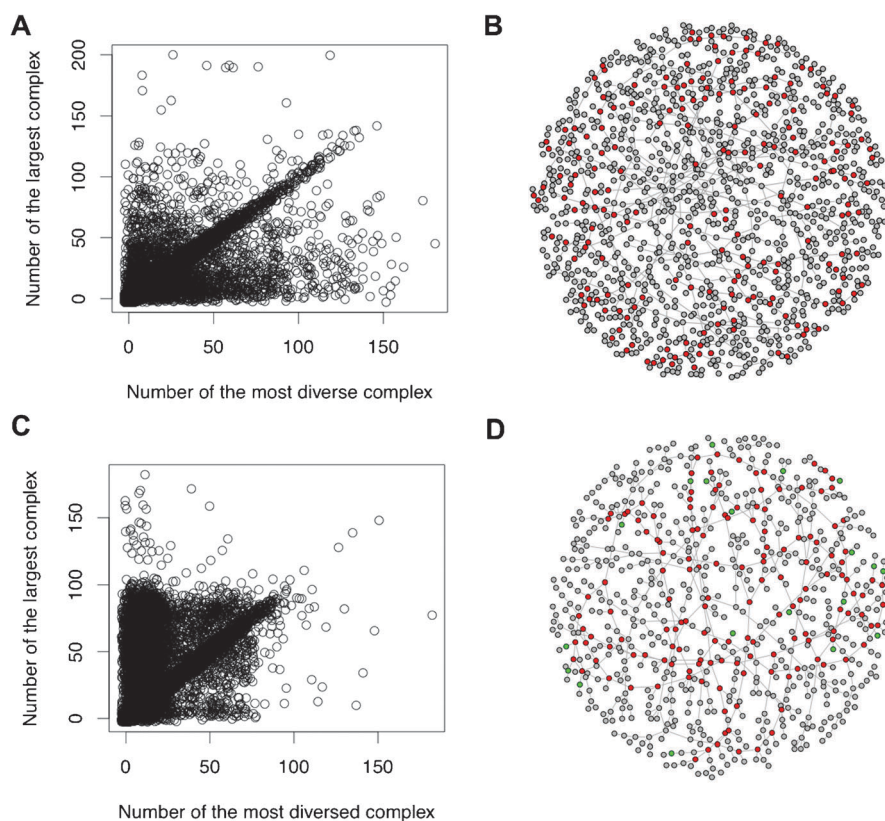 A
Number of the largest complex
200
150
100
50
0
0 50 100 150
Number of the most diverse complex
B
C
Number of the largest complex
150
100
50
0
0 50 100 150
Number of the most diversed complex
D